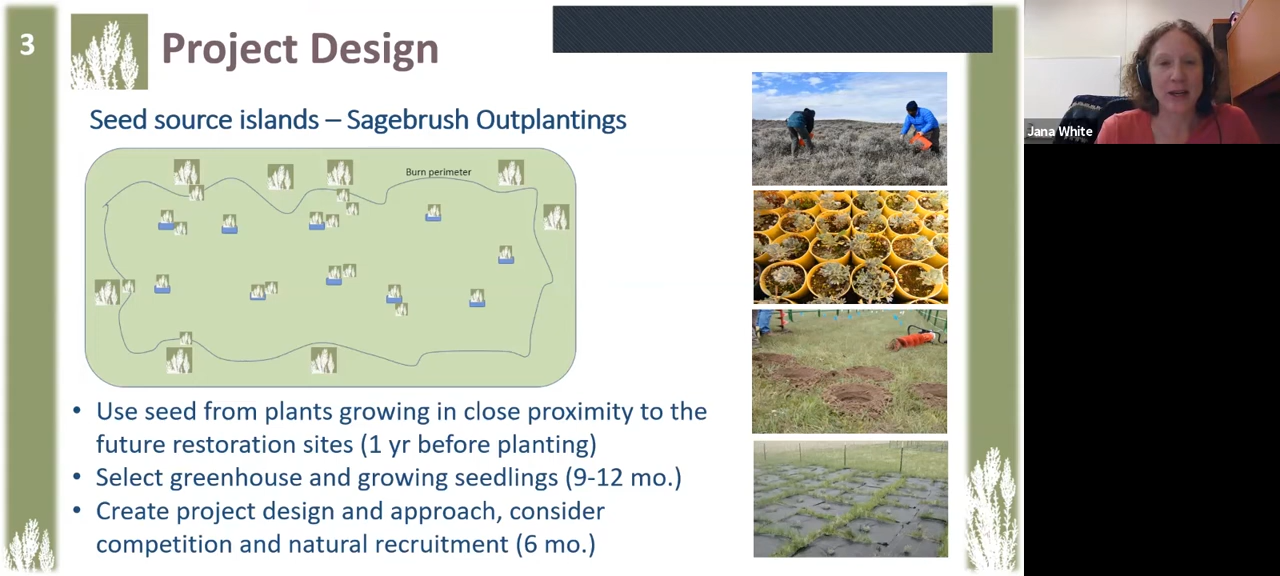 3
Project Design
Seed source islands – Sagebrush Outplantings
Burn perimeter
• Use seed from plants growing in close proximity to the
future restoration sites (1 yr before planting)
• Select greenhouse and growing seedlings (9-12 mo.)
• Create project design and approach, consider
competition and natural recruitment (6 mo.)
Jana White